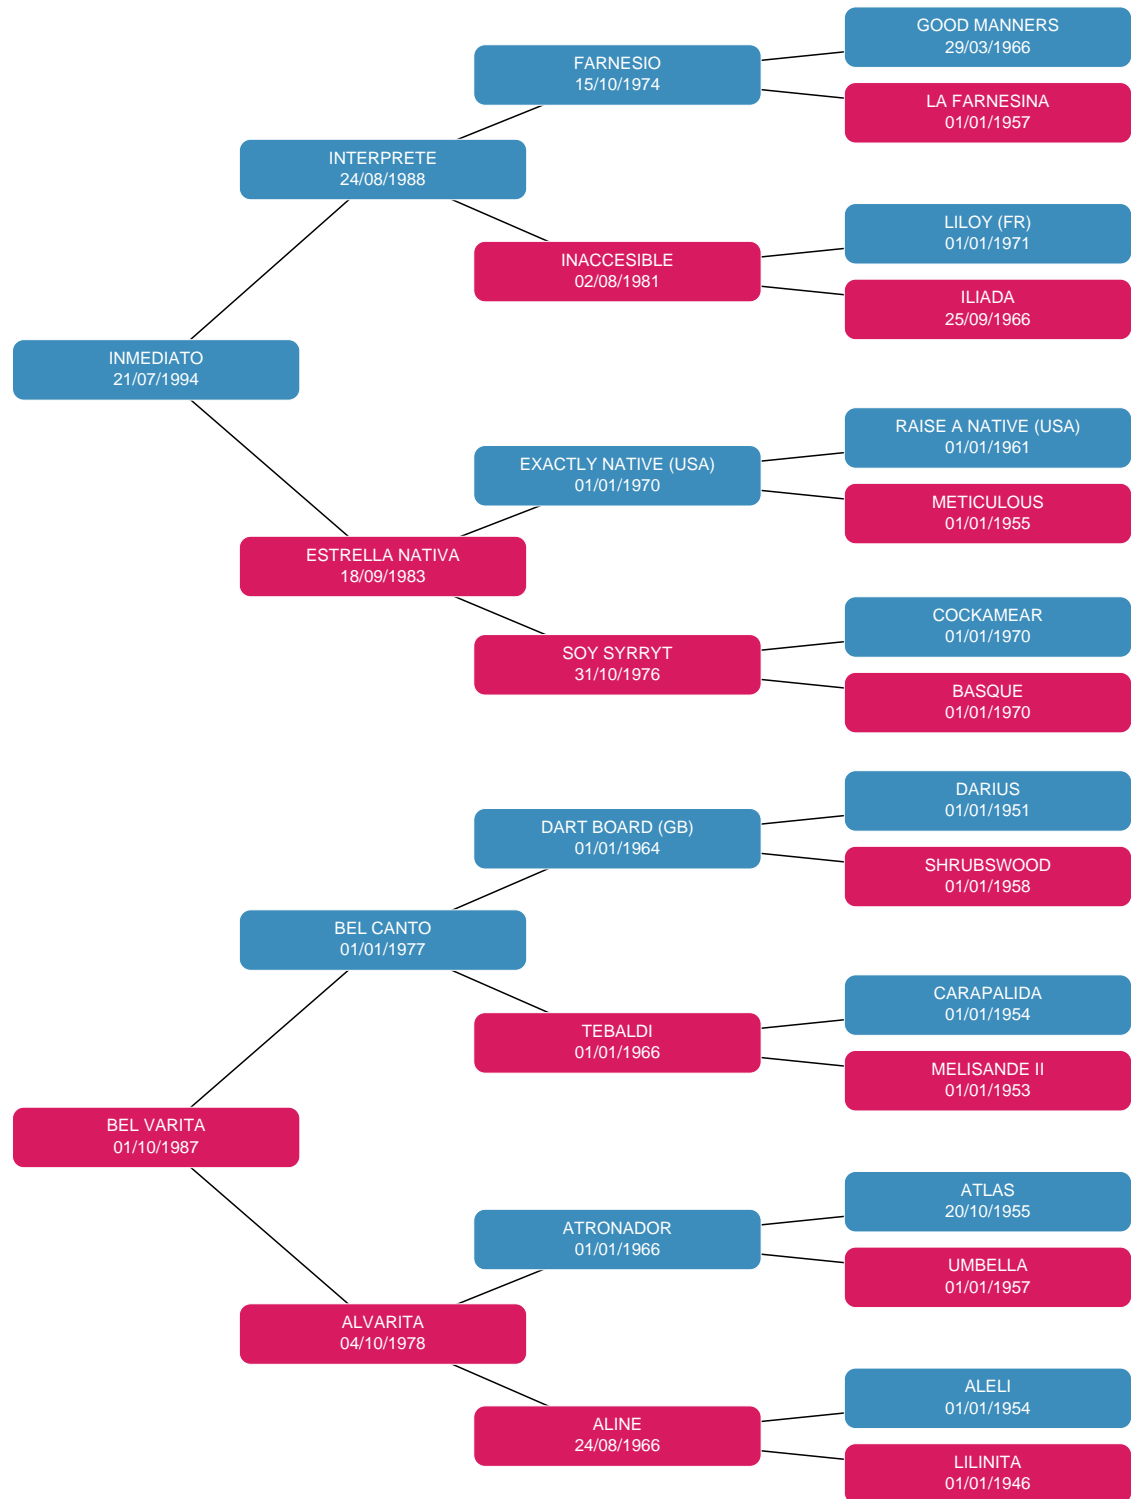 GOOD MANNERS
29/03/1966
FARNESIO
15/10/1974
LA FARNESINA
01/01/1957
INTERPRETE
24/08/1988
LILOY (FR)
01/01/1971
INACCESIBLE
02/08/1981
ILIADA
25/09/1966
INMEDIATO
21/07/1994
RAISE A NATIVE (USA)
01/01/1961
EXACTLY NATIVE (USA)
01/01/1970
METICULOUS
01/01/1955
ESTRELLA NATIVA
18/09/1983
COCKAMEAR
01/01/1970
SOY SYRRYT
31/10/1976
BASQUE
01/01/1970
DARIUS
01/01/1951
DART BOARD (GB)
01/01/1964
SHRUBSWOOD
01/01/1958
BEL CANTO
01/01/1977
CARAPALIDA
01/01/1954
TEBALDI
01/01/1966
MELISANDE II
01/01/1953
BEL VARITA
01/10/1987
ATLAS
20/10/1955
ATRONADOR
01/01/1966
UMBELLA
01/01/1957
ALVARITA
04/10/1978
ALELI
01/01/1954
ALINE
24/08/1966
LILINITA
01/01/1946